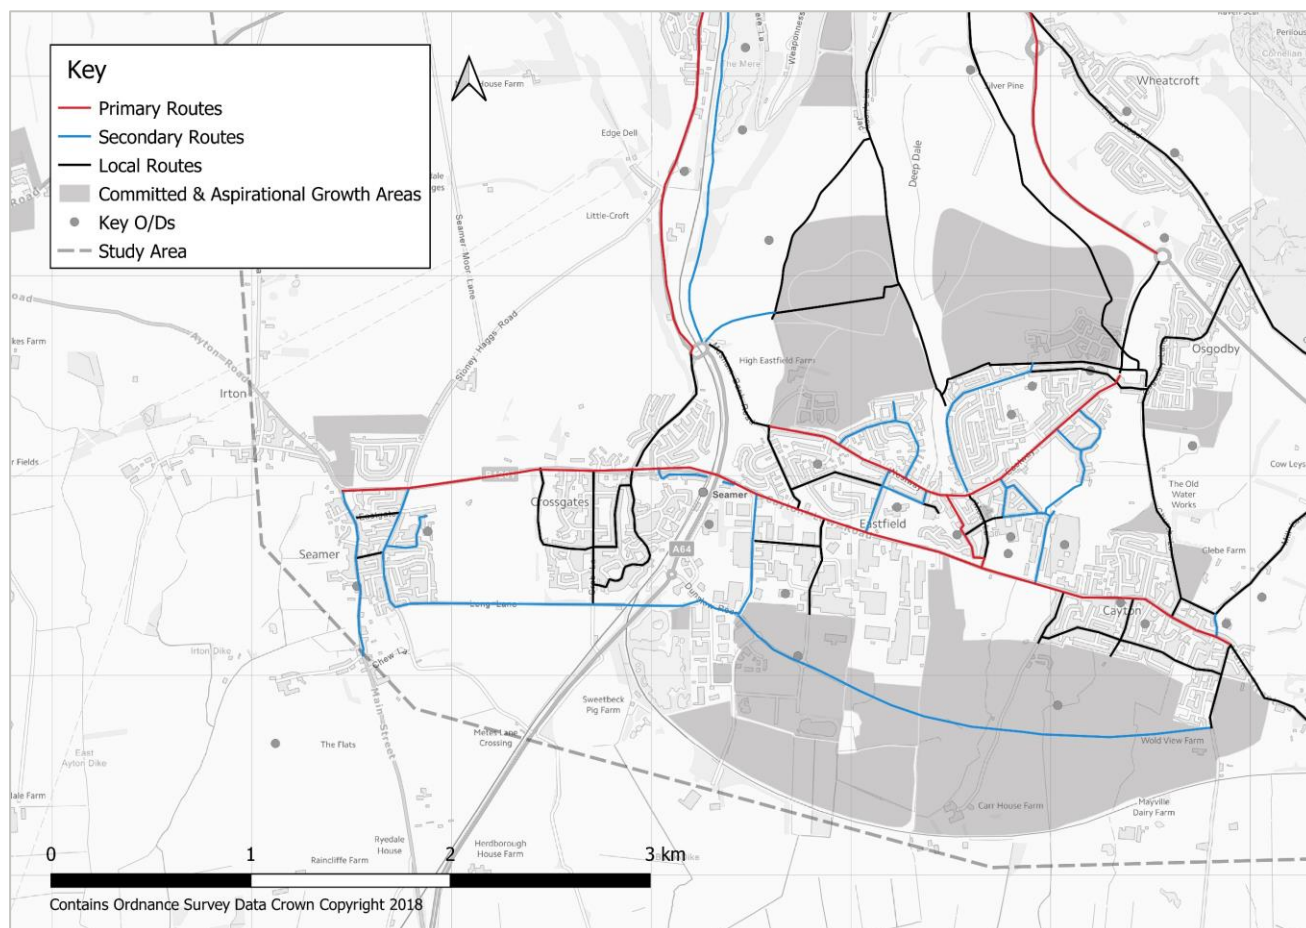 Key
Primary Routes
Secondary Routes
Local Routes
Committed & Aspirational Growth Areas
Key O/Ds
Study Area
The Mere
Weaponness
House Farm
Silver Pine
Wheatcroft
Edge Dell
Deep Dale
Little-Croft
Seamer Moor Lane
Stoney Haggs Road
Road
Ayton Road
Irton
High Eastfield Farm
Osgodby
Crossgates
Seamer
Eastfield
The Old
Water
Works
Cow Leys
Seamer
A64
Glebe Farm
Long Lane
Dunslow Road
Cayton
Irton Dike
Main Street
Sweetbeck
Pig Farm
Metes Lane
Crossing
The Flats
East
Ayton Dike
Wold View Farm
Carr House Farm
Mayville
Dairy Farm
Ryedale
House
Raincliffe Farm
Herdborough
House Farm
0
1
2
3 km
Contains Ordnance Survey Data Crown Copyright 2018